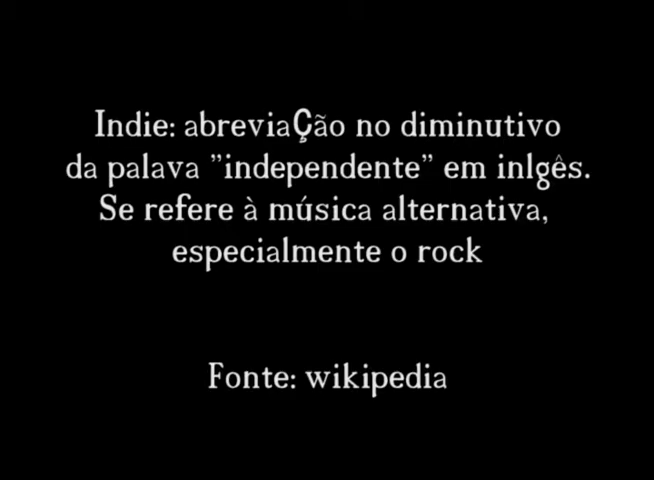 Indie: abreviaÇão no diminutivo
da palava "independente" em inlgês.
Se refere à música alternativa,
especialmente o rock
Fonte: wikipedia